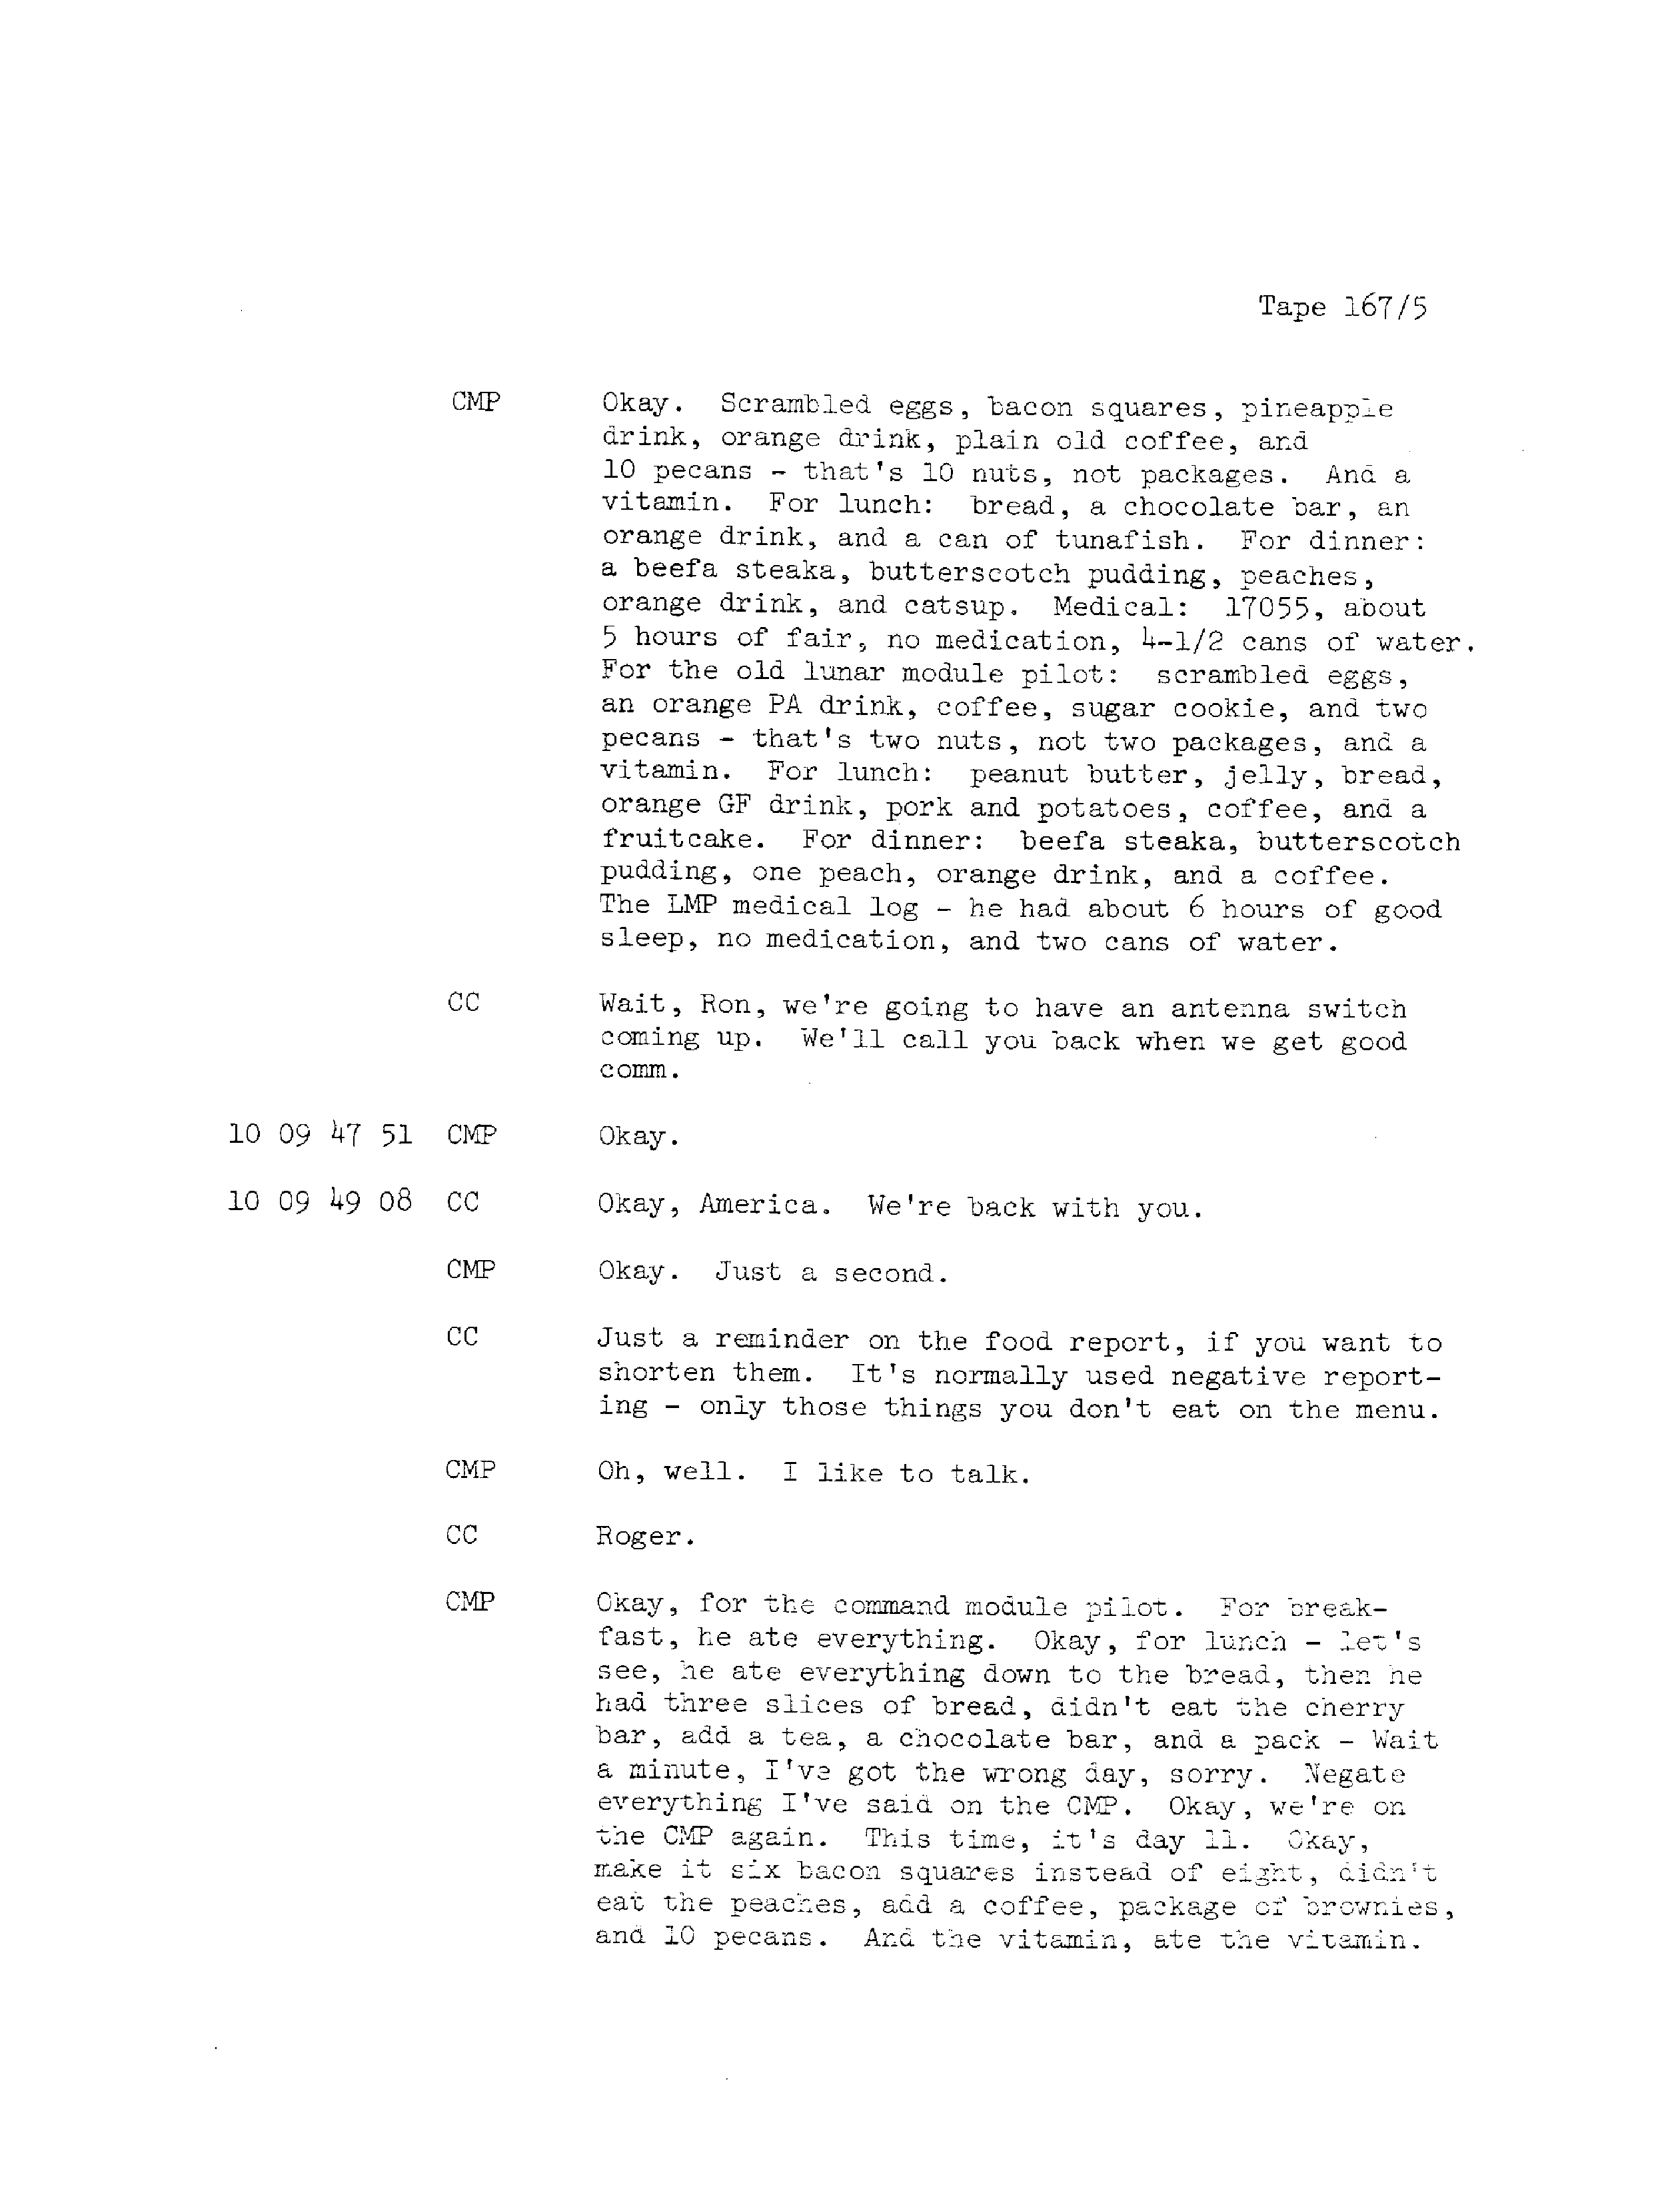 Tape 167/5
CMP Okay. Scrambled eggs, bacon squares, pineapple
drink, orange drink, plain old coffee, and
10 pecans - that's 10 nuts, not packages. And a
vitamin. For lunch: bread, a chocolate bar, an
orange drink, and a can of tunafish. For dinner:
a beefa steaka, butterscotch pudding, peaches,
orange drink, and catsup. Medical: 17055, about
5 hours of fair, no medication, 4-1/2 cans of water.
For the old lunar module pilot: scrambled eggs,
an orange PA drink, coffee, sugar cookie, and two
pecans - that's two nuts, not two packages, and a
vitamin. For lunch: peanut butter, jelly, bread,
orange GF drink, pork and potatoes, coffee, and a
fruitcake. For dinner: beefa steaka, butterscotch
pudding, one peach, orange drink, and a coffee.
The LMP medical log - he had about 6 hours of good
sleep, no medication, and two cans of water.
CC Wait, Ron, we're going to have an antenna switch
coming up. We'll call you back when we get good
comm.
10 09 47 51 CMP Okay.
10 09 49 08 CC Okay, America. We're back with you.
CMP Okay. Just a second.
CC Just a reminder on the food report, if you want to
shorten them. It's normally used negative report-
ing - only those things you don't eat on the menu.
CMP Oh, well. I like to talk.
CC Roger.
CMP Okay, for the command module pilot. For break-
fast, he ate everything. Okay, for lunch - let's
see, he ate everything down to the bread, then he
had three slices of bread, didn't eat the cherry
bar, add a tea, a chocolate bar, and a pack - Wait
a minute, I've got the wrong day, sorry. Negate
everything I've said on the CMP. Okay, we're on
the CMP again. This time, it's day 11. Okay,
make it six bacon squares instead of eight, didn't
eat the peaches, add a coffee, package of brownies,
and 10 pecans. And the vitamin, ate the vitamin.